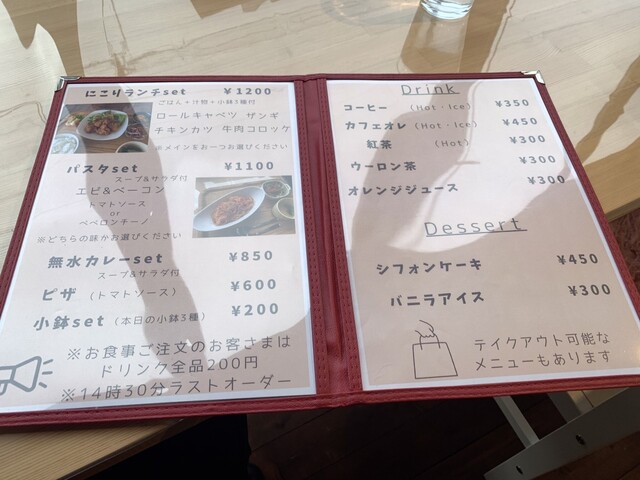 にこりランチset ¥1200
ごはん+汁物+小鉢3種付
ロールキャベツ ザンギ
チキンカツ 牛肉コロッケ
※メインをお一つお選びください
パスタset ¥1100
スープ&サラダ付
エビ&ベーコン
トマトソース
or
ペペロンチーノ
※どちらの味かお選びください
無水カレーset ¥850
スープ&サラダ付
ピザ (トマトソース) ¥600
小鉢set (本日の小鉢3種) ¥200
※お食事ご注文のお客さまは
ドリンク全品200円
※14時30分ラストオーダー
Drink
コーヒー (Hot・Ice) ¥350
カフェオレ (Hot・Ice) ¥450
紅茶 (Hot) ¥300
ウーロン茶 ¥300
オレンジジュース ¥300
Dessert
シフォンケーキ ¥450
バニラアイス ¥300
テイクアウト可能な
メニューもあります